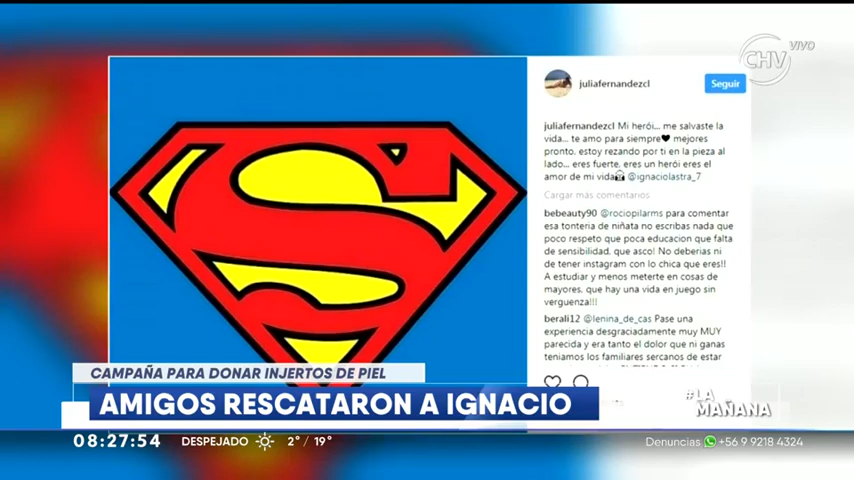 CHV VIVO
juliafernandezcl
Seguir
juliafernandezcl Mi herói... me salvaste la
vida... te amo para siempre🖤 mejores
pronto, estoy rezando por ti en la pieza al
lado... eres fuerte, eres un herói eres el
amor de mi vida @ignaciolastra_7
Cargar más comentarios
bebeauty90 @rociopilarms para comentar
esa tonteria de niñata no escribas nada que
poco respeto que poca educacion que falta
de sensibilidad, que asco! No deberias ni
de tener instagram con lo chica que eres!!
A estudiar y menos meterte en cosas de
mayores, que hay una vida en juego sin
verguenza!!!
berali12 @lenina_de_cas Pase una
experiencia desgraciadamente muy MUY
parecida y era tanto el dolor que ni ganas
teniamos los familiares sercanos de estar
CAMPAÑA PARA DONAR INJERTOS DE PIEL
AMIGOS RESCATARON A IGNACIO
#LA
MAÑANA
08:27:54 DESPEJADO 2° / 19°
Denuncias +56 9 9218 4324